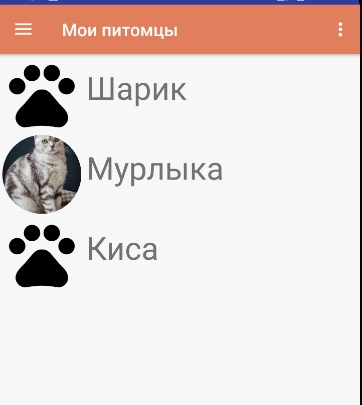 Мои питомцы
Шарик
Мурлыка
Киса